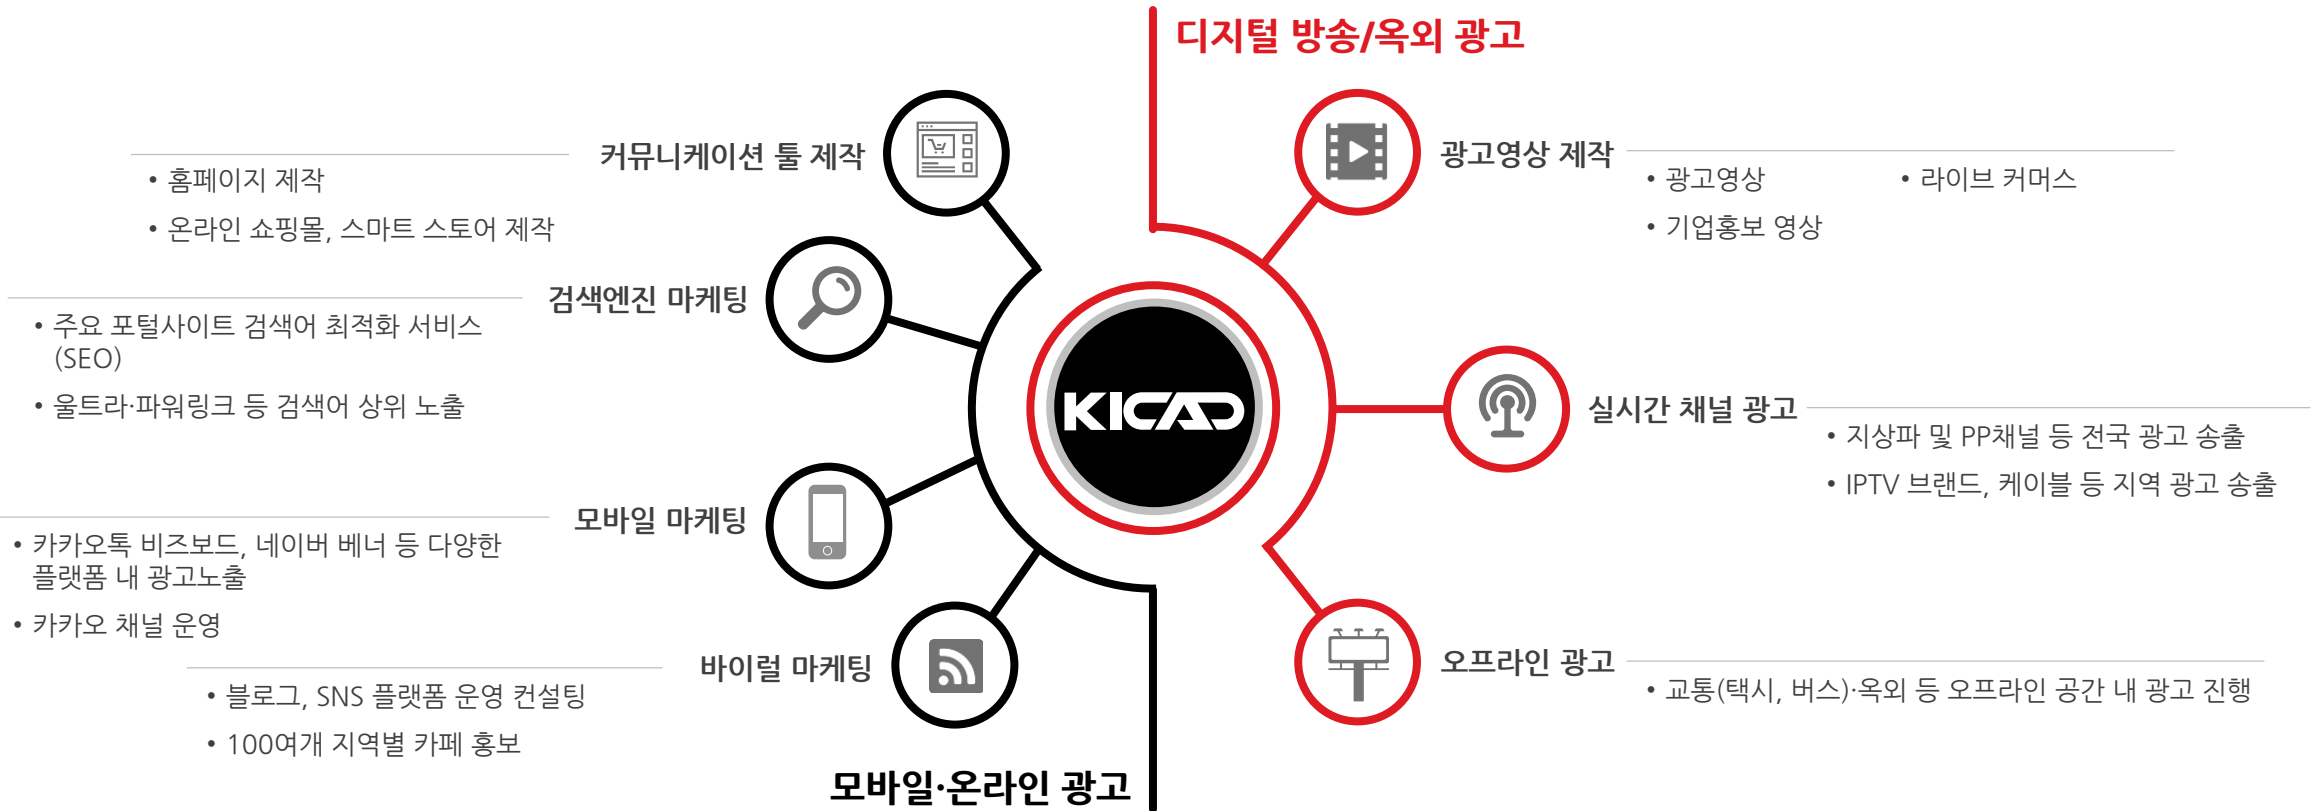 디지털 방송/옥외 광고
커뮤니케이션 툴 제작
• 홈페이지 제작
• 온라인 쇼핑몰, 스마트 스토어 제작
검색엔진 마케팅
• 주요 포털사이트 검색어 최적화 서비스
(SEO)
• 울트라·파워링크 등 검색어 상위 노출
모바일 마케팅
• 카카오톡 비즈보드, 네이버 베너 등 다양한
플랫폼 내 광고노출
• 카카오 채널 운영
바이럴 마케팅
• 블로그, SNS 플랫폼 운영 컨설팅
• 100여개 지역별 카페 홍보
모바일·온라인 광고
KICAD
광고영상 제작
• 광고영상
• 라이브 커머스
• 기업홍보 영상
실시간 채널 광고
• 지상파 및 PP채널 등 전국 광고 송출
• IPTV 브랜드, 케이블 등 지역 광고 송출
오프라인 광고
• 교통(택시, 버스)·옥외 등 오프라인 공간 내 광고 진행